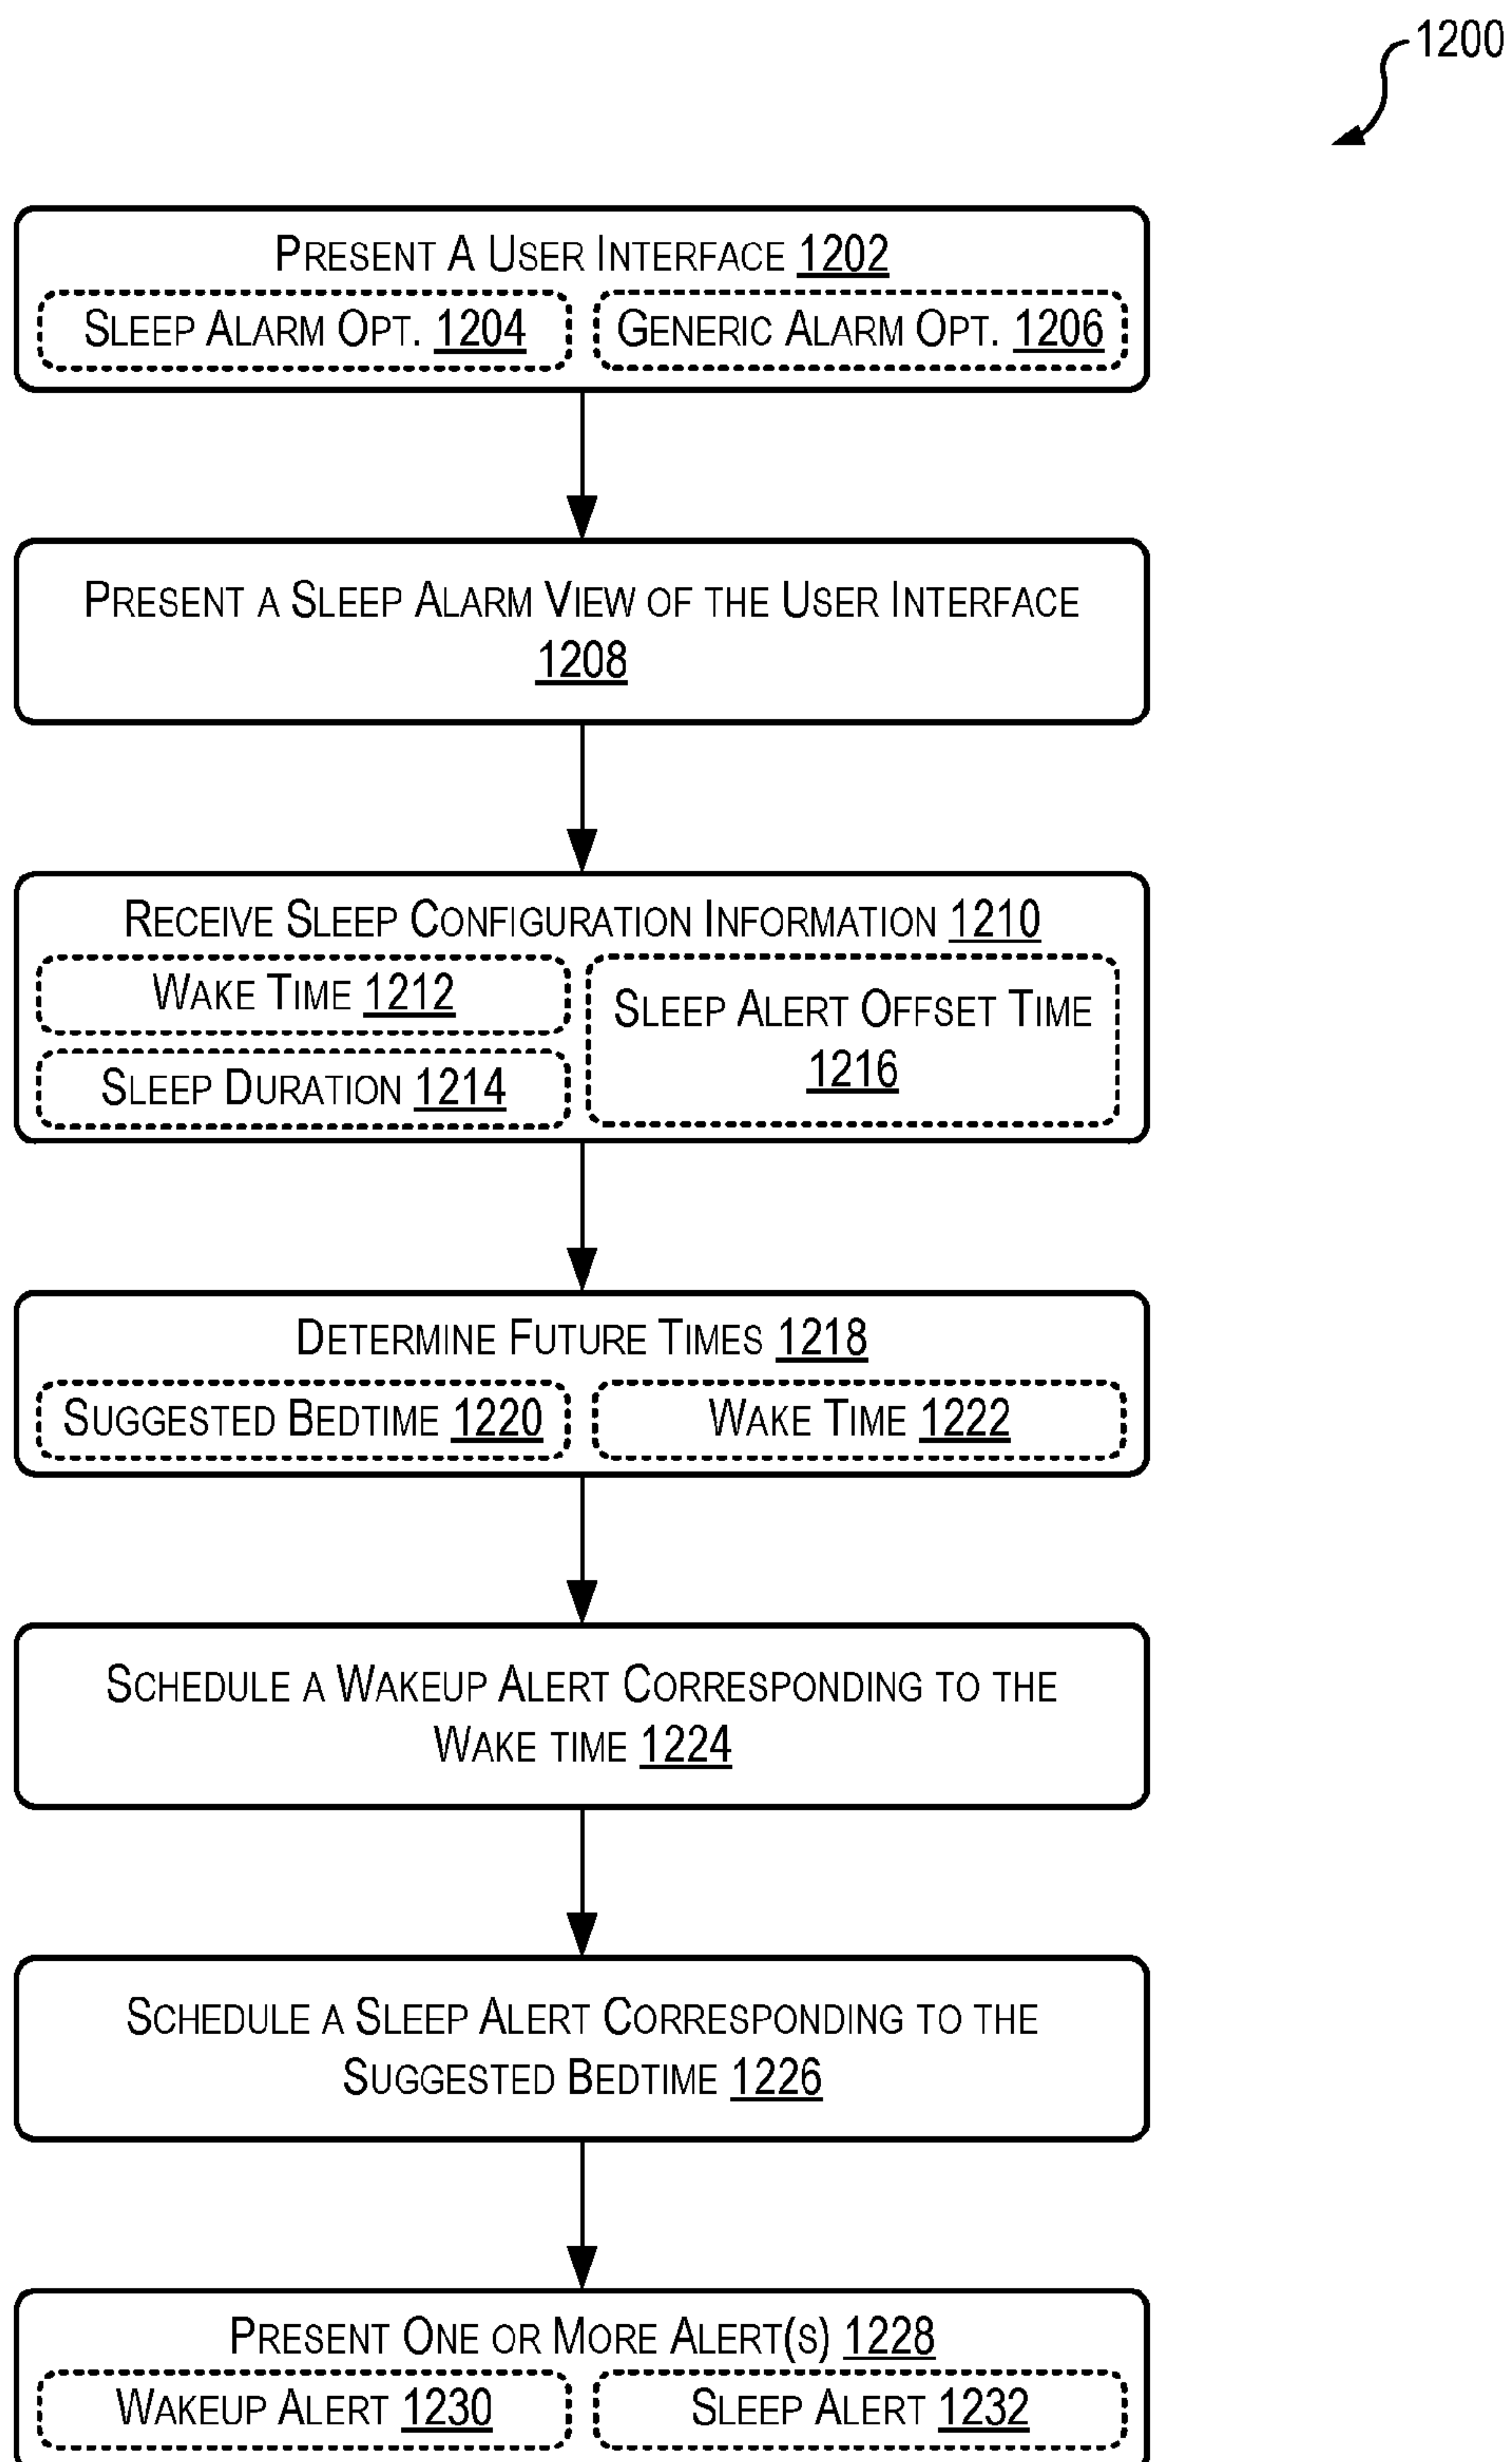 1200
PRESENT A USER INTERFACE 1202
SLEEP ALARM OPT. 1204
GENERIC ALARM OPT. 1206
PRESENT A SLEEP ALARM VIEW OF THE USER INTERFACE
1208
RECEIVE SLEEP CONFIGURATION INFORMATION 1210
WAKE TIME 1212
SLEEP DURATION 1214
SLEEP ALERT OFFSET TIME
1216
DETERMINE FUTURE TIMES 1218
SUGGESTED BEDTIME 1220
WAKE TIME 1222
SCHEDULE A WAKEUP ALERT CORRESPONDING TO THE
WAKE TIME 1224
SCHEDULE A SLEEP ALERT CORRESPONDING TO THE
SUGGESTED BEDTIME 1226
PRESENT ONE OR MORE ALERT(S) 1228
WAKEUP ALERT 1230
SLEEP ALERT 1232